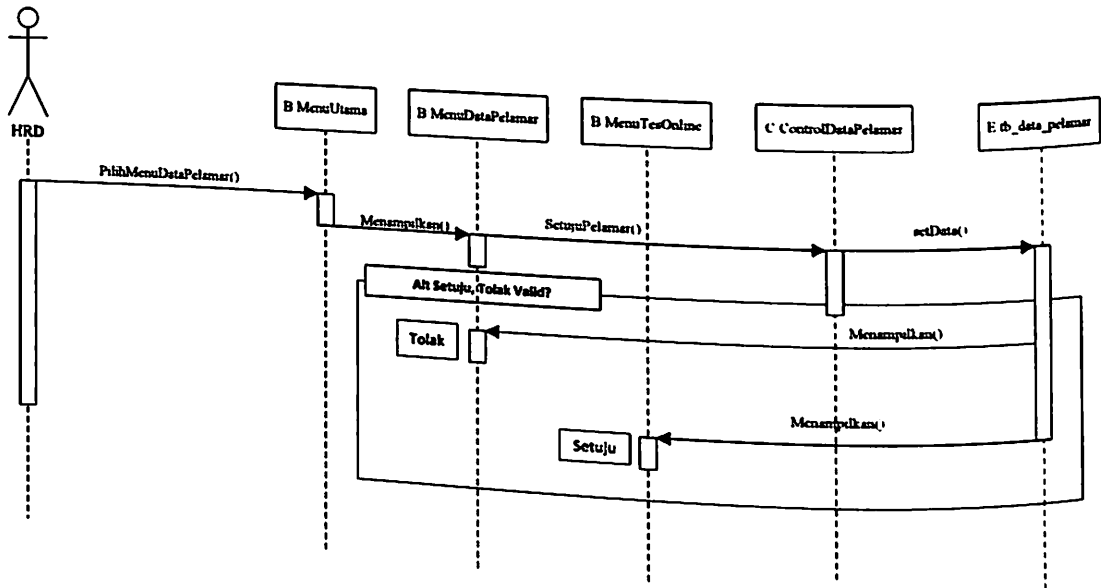 HRD
B MenuUtama
B MenuDataPelamar
B MenuTesOnline
C ControlDataPelamar
E tb_data_pelamar
PilihMenuDataPelamar()
Menampilkan()
SetujuPelamar()
setData()
Alt Setuju, Tolak Valid?
Tolak
Menampilkan()
Setuju
Menampilkan()